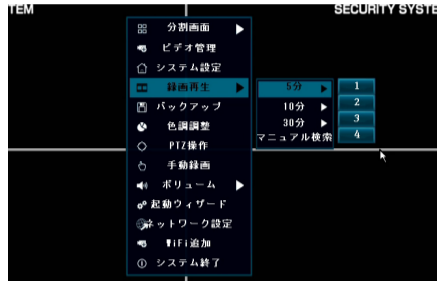 TEM
SECURITY SYSTE
分割画面
ビデオ管理
システム設定
録画再生
バックアップ
色調調整
PTZ操作
手動録画
ボリューム
起動ウィザード
ネットワーク設定
WiFi追加
システム終了
5分
10分
30分
マニュアル検索
1
2
3
4